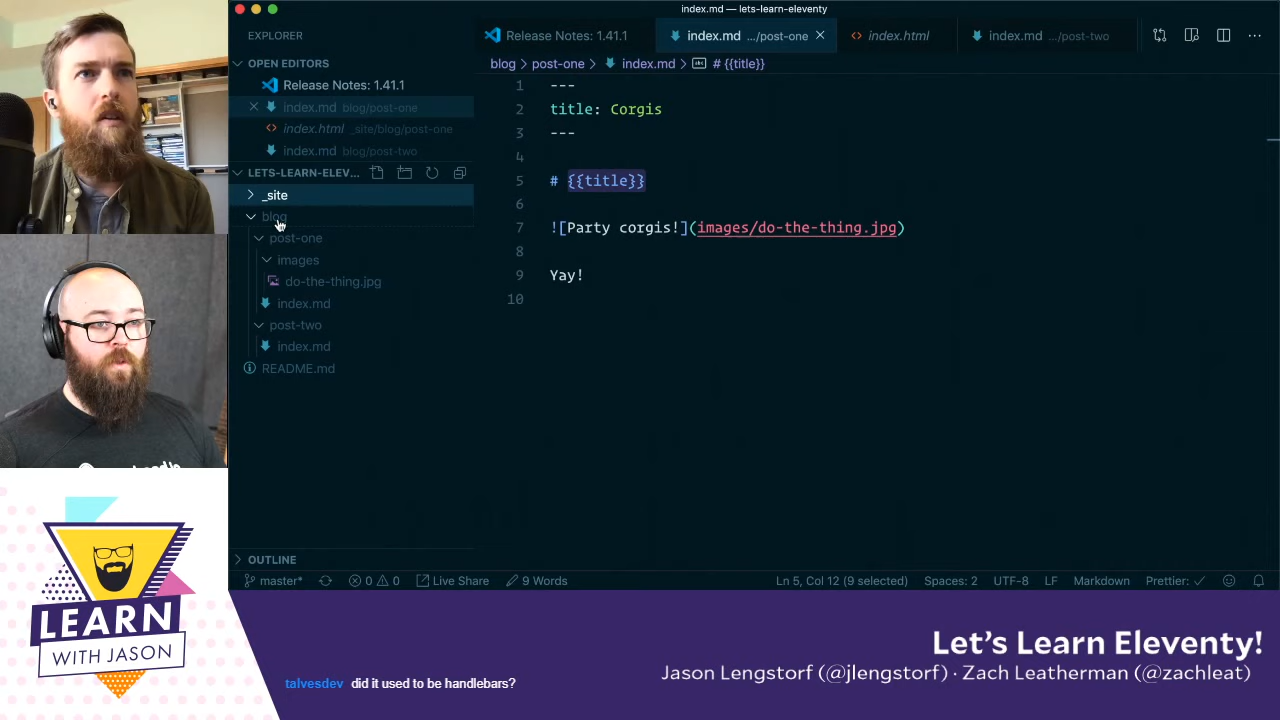 index.md — lets-learn-eleventy
EXPLORER
OPEN EDITORS
Release Notes: 1.41.1
index.md blog/post-one
index.html _site/blog/post-one
index.md blog/post-two
LETS-LEARN-ELEV...
_site
blog
post-one
images
do-the-thing.jpg
index.md
post-two
index.md
README.md
OUTLINE
Release Notes: 1.41.1
index.md .../post-one
index.html
index.md .../post-two
blog > post-one > index.md > # {{title}}
1 ---
2 title: Corgis
3 ---
4
5 # {{title}}
6
7 ![Party corgis!](images/do-the-thing.jpg)
8
9 Yay!
10
master* 0 0 Live Share 9 Words Ln 5, Col 12 (9 selected) Spaces: 2 UTF-8 LF Markdown Prettier: ✓
LEARN
WITH JASON
Let's Learn Eleventy!
Jason Lengstorf (@jlengstorf) · Zach Leatherman (@zachleat)
talvesdev did it used to be handlebars?